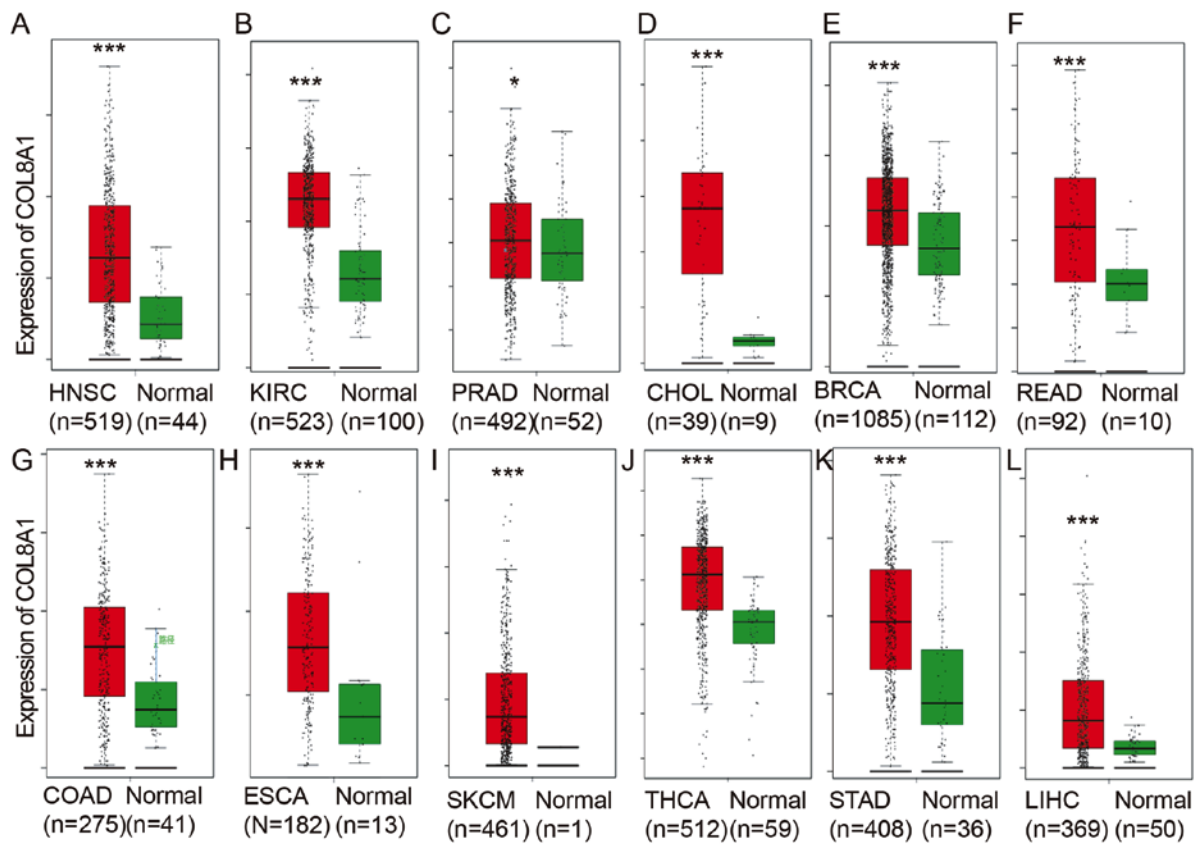 A
B
C
D
E
F
***
***
*
***
***
***
Expression of COL8A1
HNSC Normal
(n=519) (n=44)
KIRC Normal
(n=523) (n=100)
PRAD Normal
(n=492)(n=52)
CHOL Normal
(n=39) (n=9)
BRCA Normal
(n=1085) (n=112)
READ Normal
(n=92) (n=10)
G
H
I
J
K
L
***
***
***
***
***
***
Expression of COL8A1
路径
COAD Normal
(n=275)(n=41)
ESCA Normal
(N=182) (n=13)
SKCM Normal
(n=461) (n=1)
THCA Normal
(n=512)(n=59)
STAD Normal
(n=408) (n=36)
LIHC Normal
(n=369) (n=50)